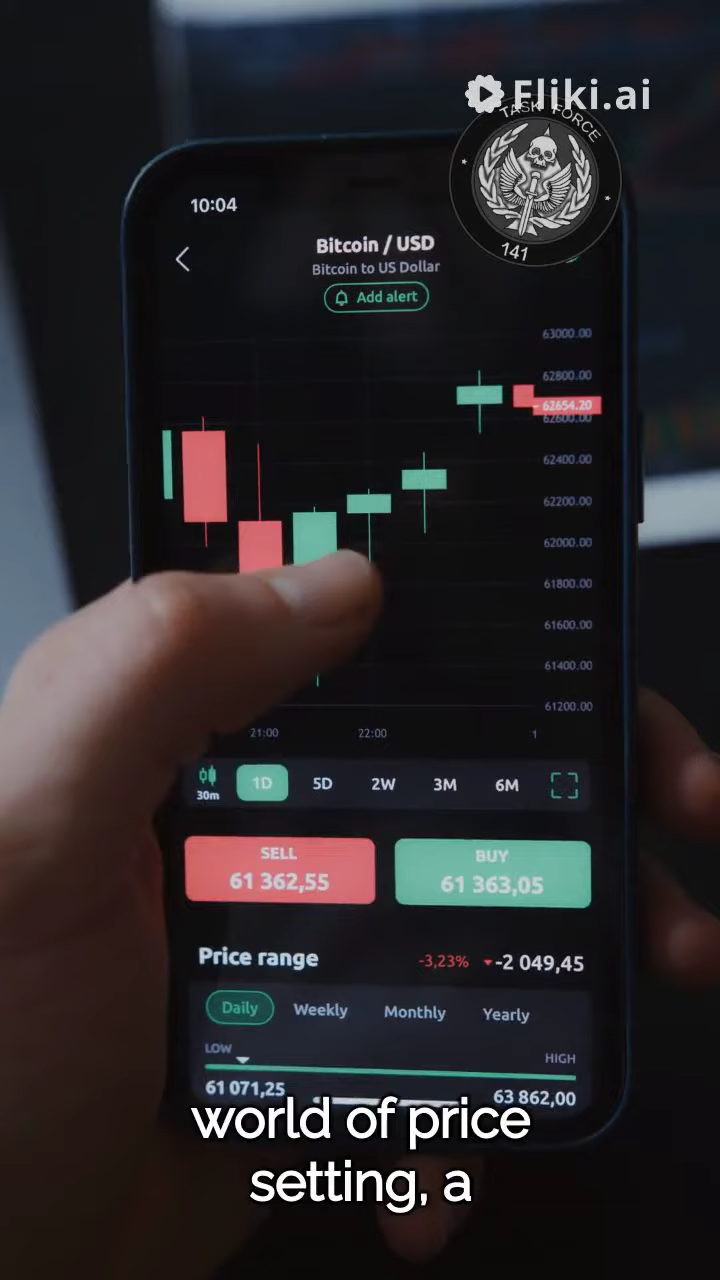 Fliki.ai
TASK FORCE
141
10:04
Bitcoin / USD
Bitcoin to US Dollar
Add alert
63000.00
62800.00
62654.20
62600.00
62400.00
62200.00
62000.00
61800.00
61600.00
61400.00
61200.00
21:00 22:00 1
30m 1D 5D 2W 3M 6M
SELL BUY
61 362,55 61 363,05
Price range -3,23% -2 049,45
Daily Weekly Monthly Yearly
LOW HIGH
61 071,25 63 862,00
world of price
setting, a